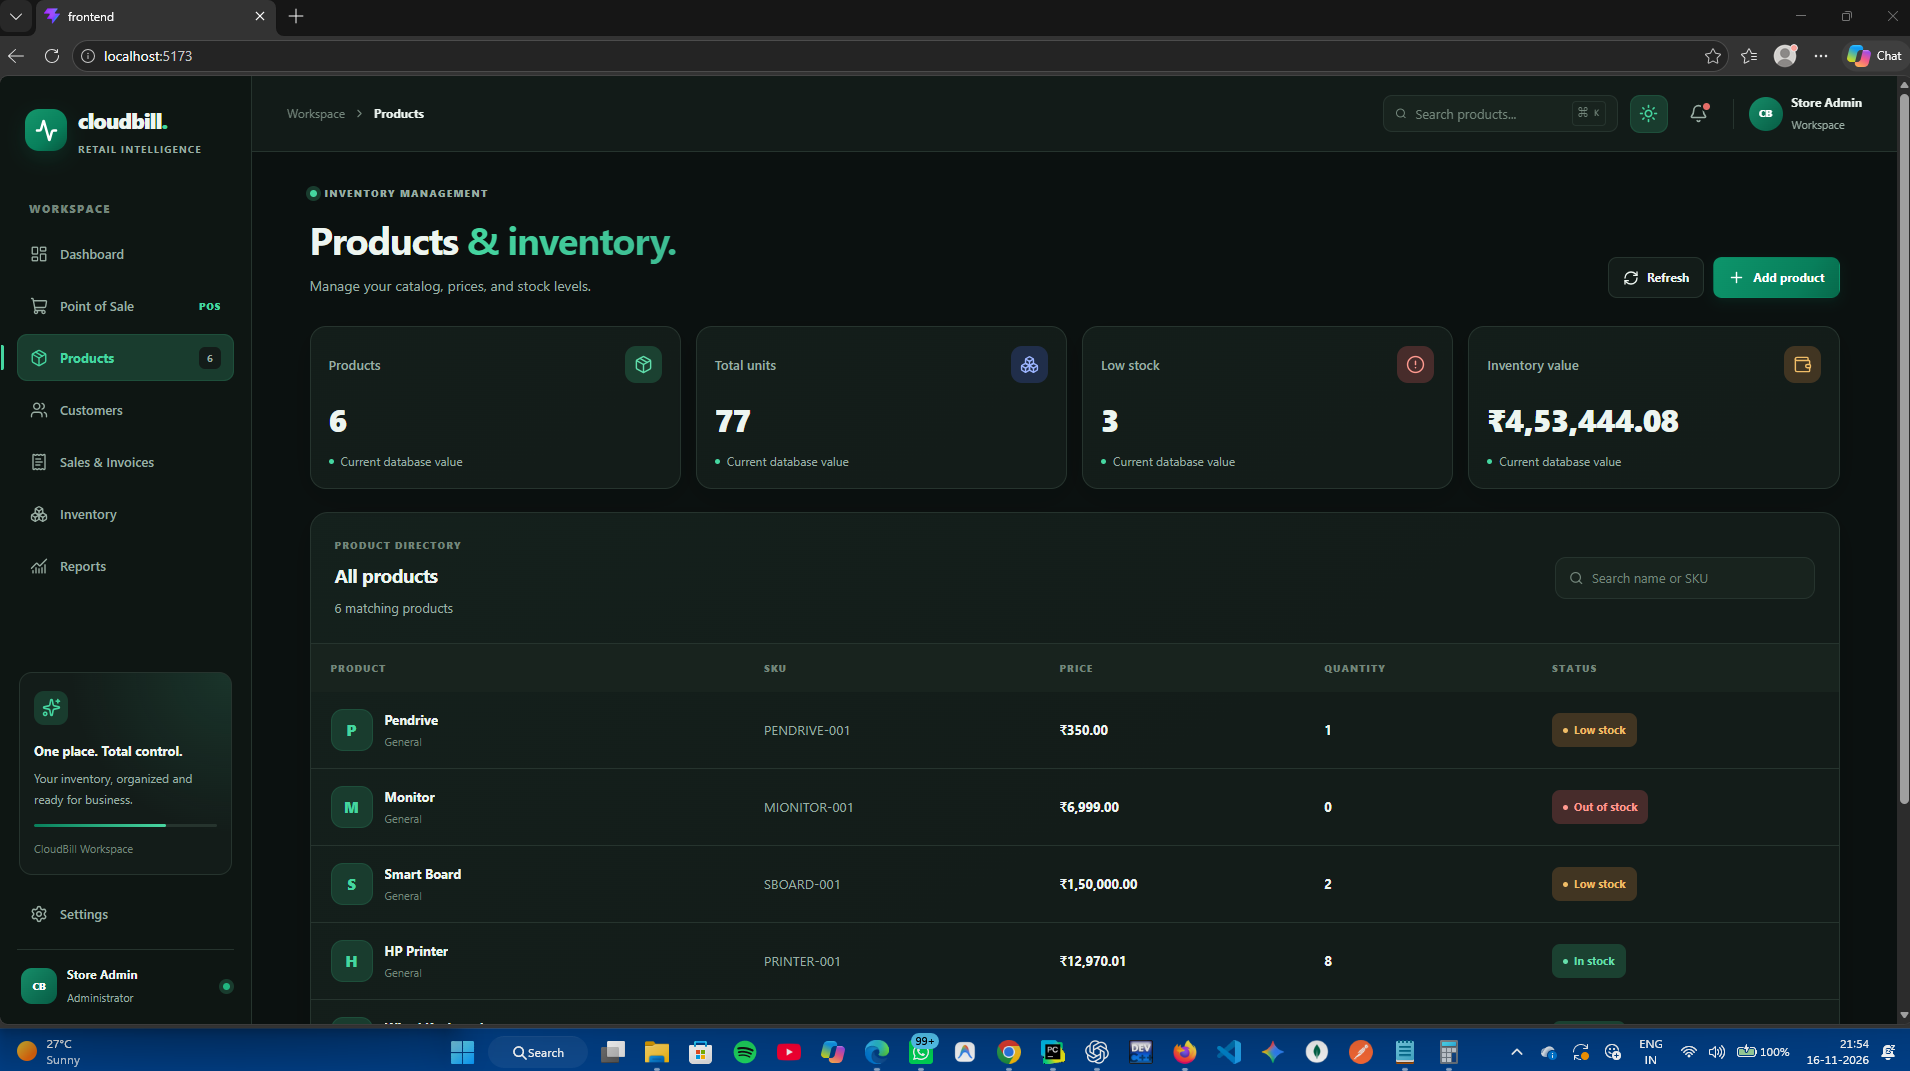 frontend
localhost:5173
Chat
cloudbill.
RETAIL INTELLIGENCE
WORKSPACE
Dashboard
Point of Sale POS
Products 6
Customers
Sales & Invoices
Inventory
Reports
One place. Total control.
Your inventory, organized and
ready for business.
CloudBill Workspace
Settings
CB Store Admin
Administrator
Workspace > Products
Search products... ⌘ K
CB Store Admin
Workspace
INVENTORY MANAGEMENT
Products & inventory.
Manage your catalog, prices, and stock levels.
Refresh
+ Add product
Products
6
Current database value
Total units
77
Current database value
Low stock
3
Current database value
Inventory value
₹4,53,444.08
Current database value
PRODUCT DIRECTORY
All products
6 matching products
Search name or SKU
PRODUCT SKU PRICE QUANTITY STATUS
P Pendrive PENDRIVE-001 ₹350.00 1 Low stock
General
M Monitor MIONITOR-001 ₹6,999.00 0 Out of stock
General
S Smart Board SBOARD-001 ₹1,50,000.00 2 Low stock
General
H HP Printer PRINTER-001 ₹12,970.01 8 In stock
General
27°C
Sunny
Search
99+
PC
DEV
ENG
IN
100%
21:54
16-11-2026